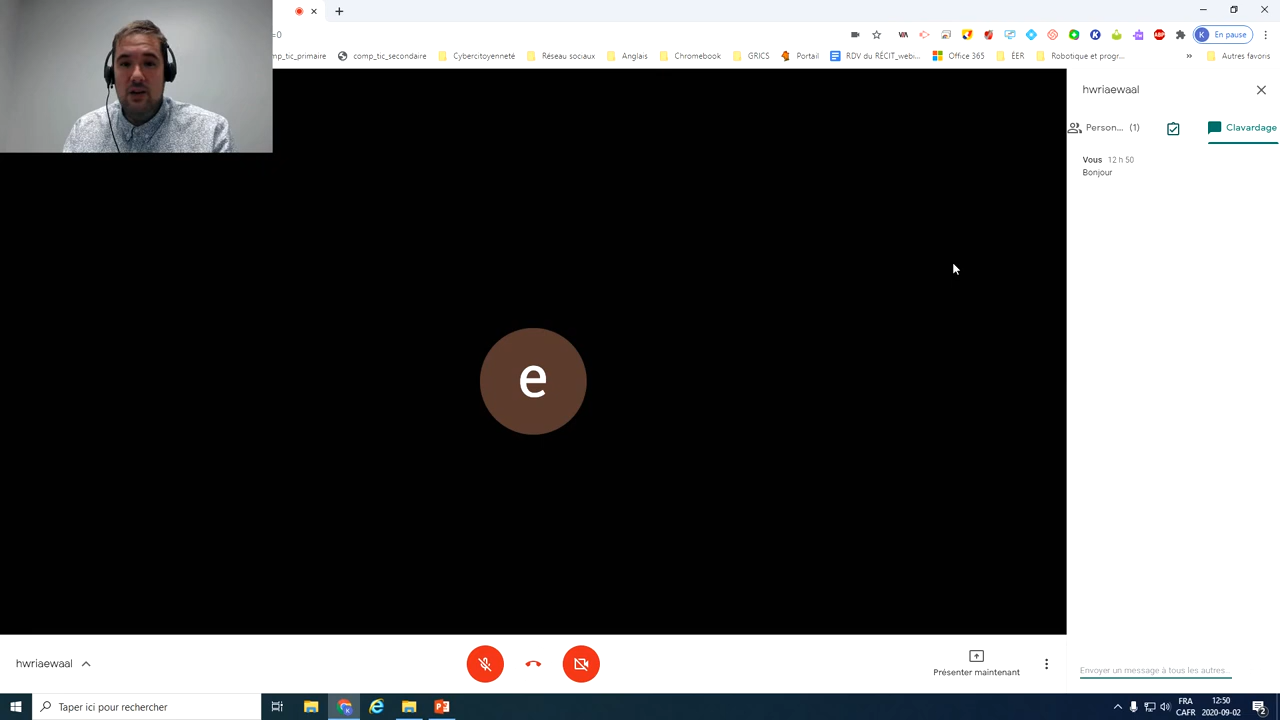 =0
En pause
mp_tic_primaire
comp_tic_secondaire
Cybercitoyenneté
Réseau sociaux
Anglais
Chromebook
GRICS
Portail
RDV du RÉCIT_webi...
Office 365
ÉER
Robotique et progr...
»
Autres favoris
hwriaewaal
Person... (1)
Clavardage
Vous 12 h 50
Bonjour
e
hwriaewaal
Présenter maintenant
Envoyer un message à tous les autres...
Taper ici pour rechercher
FRA
CAFR
12:50
2020-09-02
2